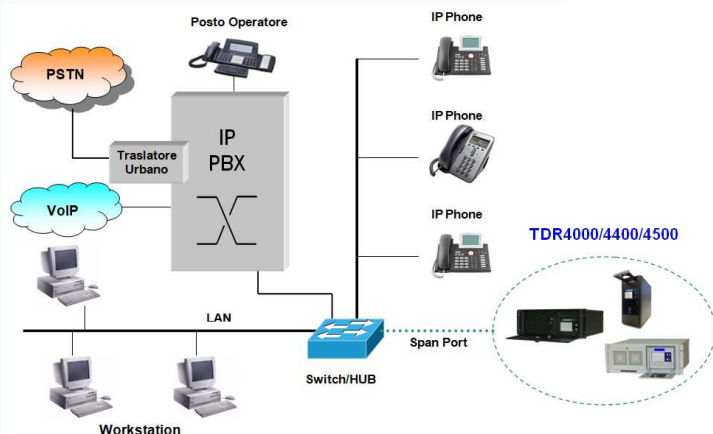 Posto Operatore
IP Phone
PSTN
IP
PBX
Traslatore
Urbano
IP Phone
VoIP
IP Phone
TDR4000/4400/4500
LAN
Span Port
Switch/HUB
Workstation